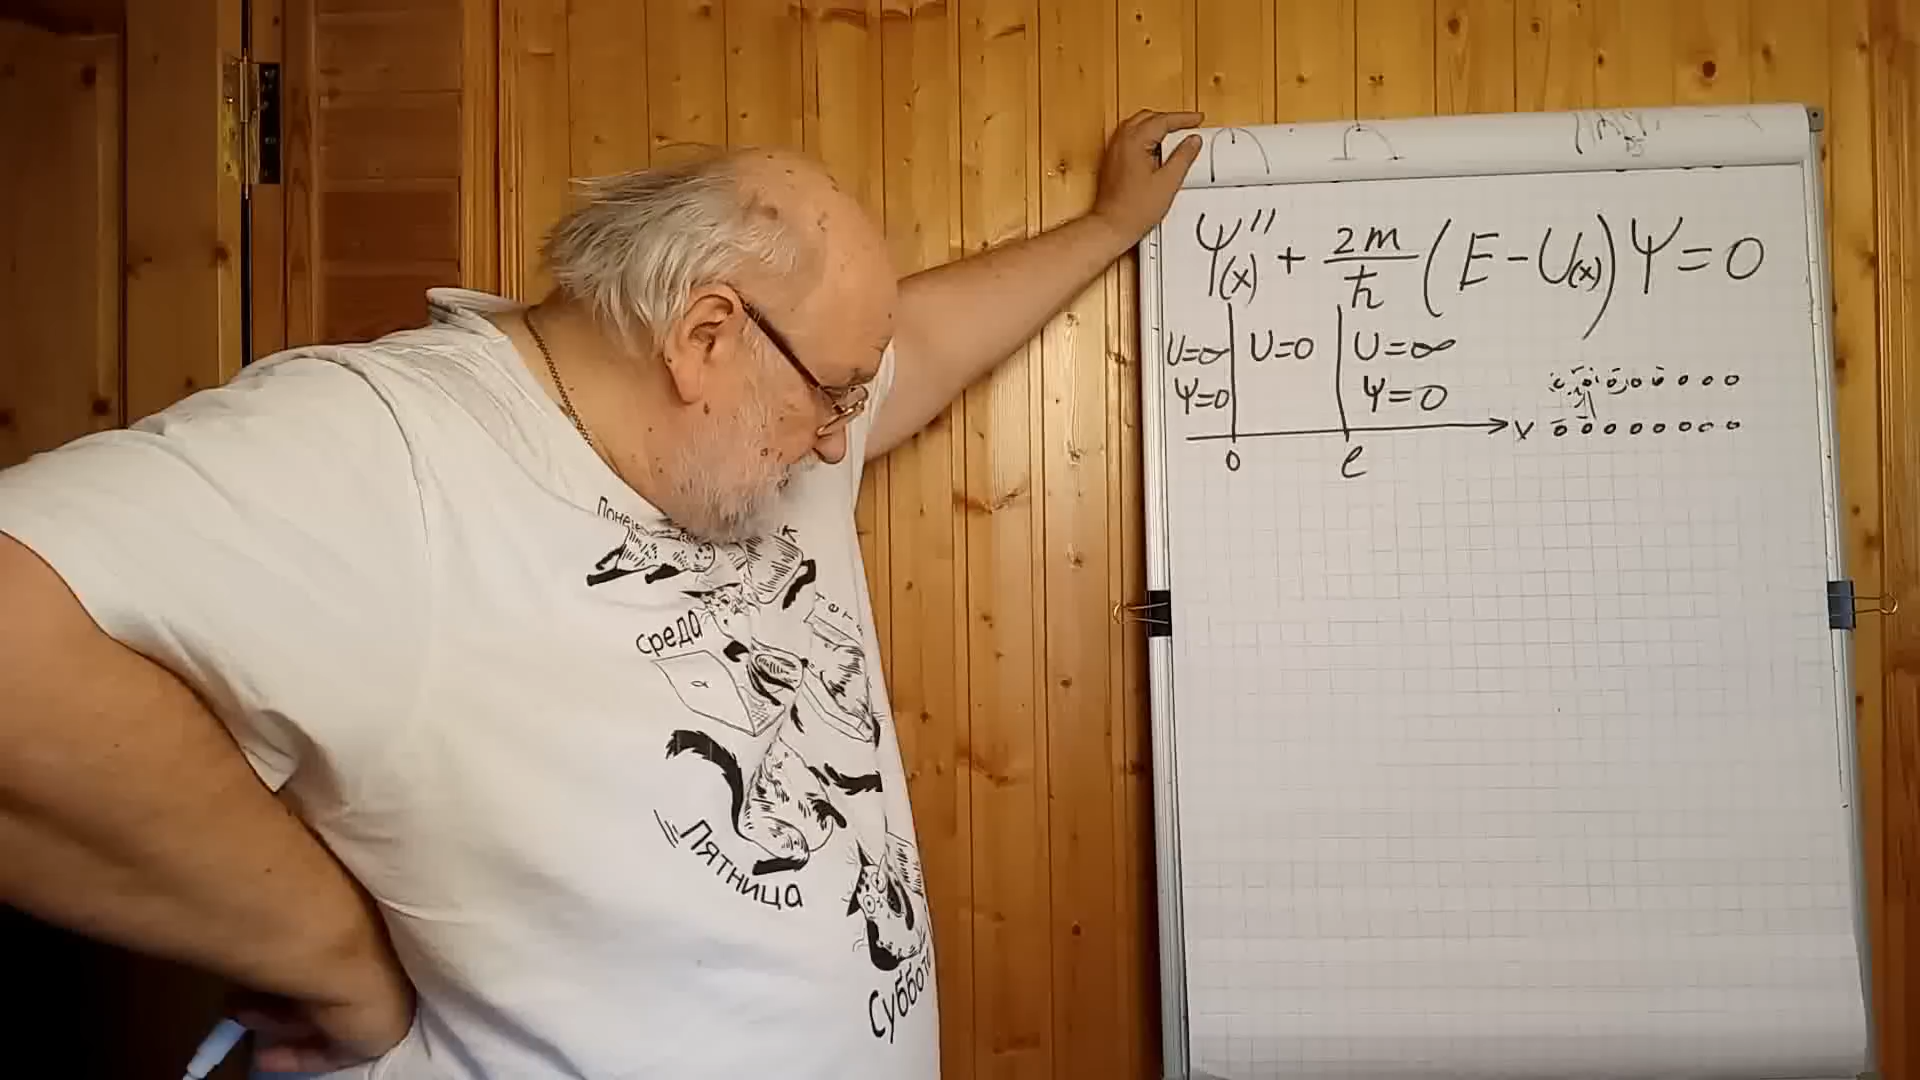 Ψ''(x) + 2m/ħ (E - U(x)) Ψ = 0
U=∞ U=0 U=∞
Ψ=0 Ψ=0
x
0 ℓ
Среда
Пятница
Суббота